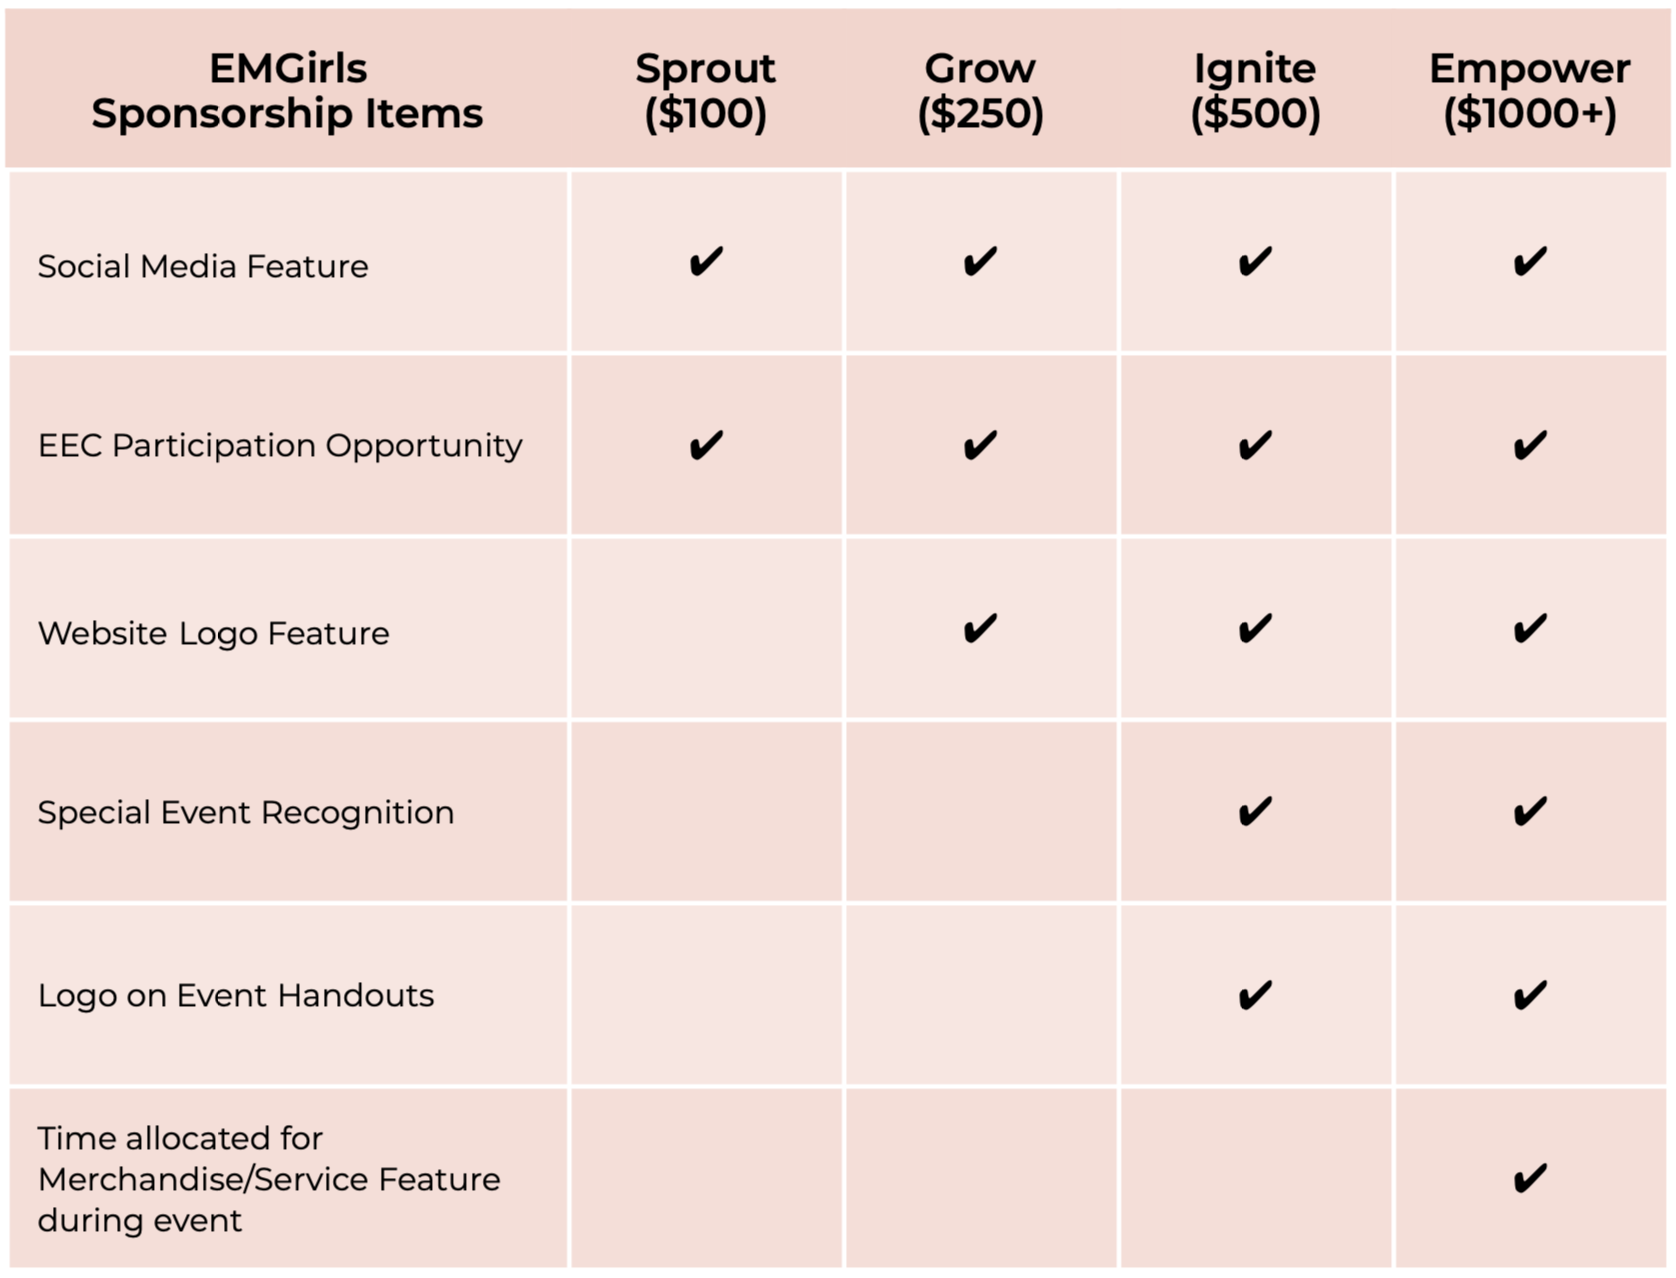 EMGirls
Sponsorship Items
Sprout
($100)
Grow
($250)
Ignite
($500)
Empower
($1000+)
Social Media Feature ✔ ✔ ✔ ✔
EEC Participation Opportunity ✔ ✔ ✔ ✔
Website Logo Feature ✔ ✔ ✔
Special Event Recognition ✔ ✔
Logo on Event Handouts ✔ ✔
Time allocated for
Merchandise/Service Feature
during event ✔